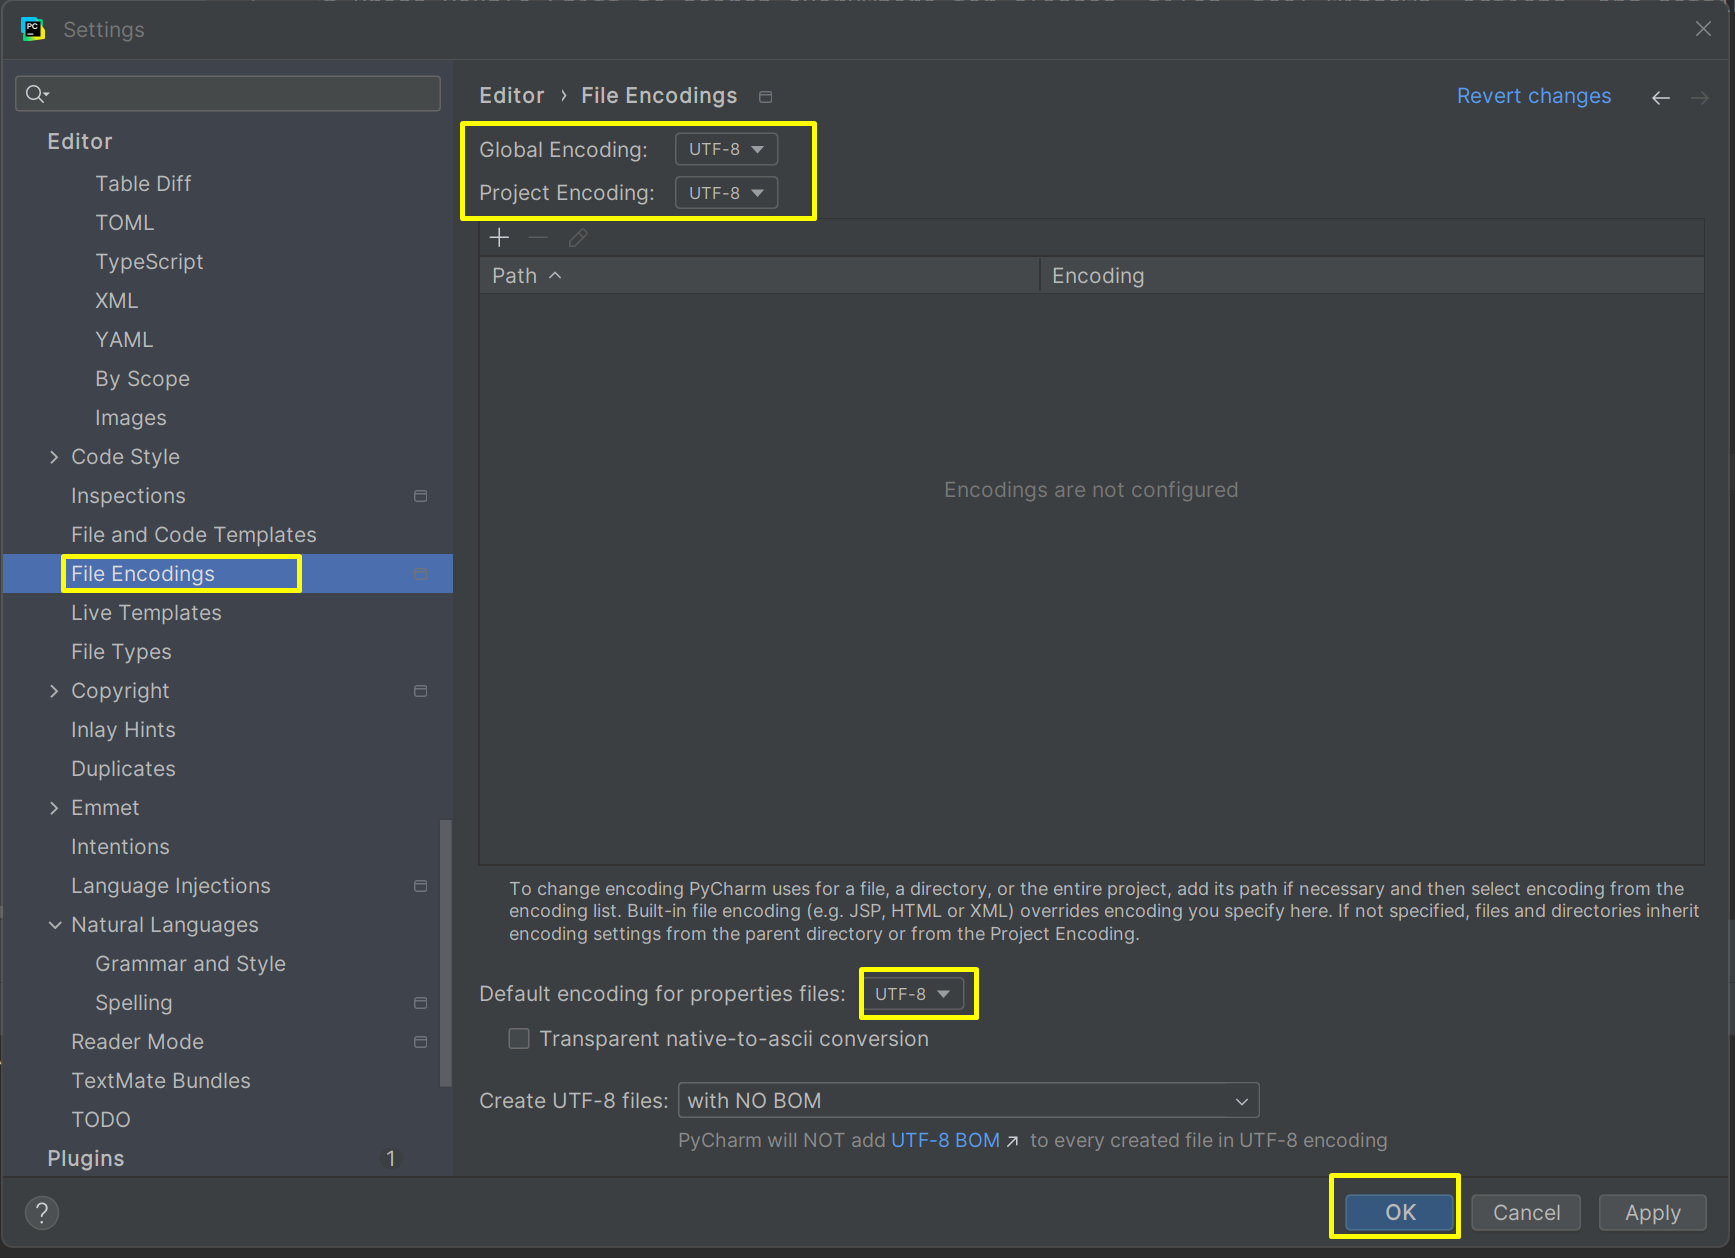 PC
Settings
Editor
Table Diff
TOML
TypeScript
XML
YAML
By Scope
Images
Code Style
Inspections
File and Code Templates
File Encodings
Live Templates
File Types
Copyright
Inlay Hints
Duplicates
Emmet
Intentions
Language Injections
Natural Languages
Grammar and Style
Spelling
Reader Mode
TextMate Bundles
TODO
Plugins 1
Editor › File Encodings
Revert changes
Global Encoding: UTF-8
Project Encoding: UTF-8
Path Encoding
Encodings are not configured
To change encoding PyCharm uses for a file, a directory, or the entire project, add its path if necessary and then select encoding from the
encoding list. Built-in file encoding (e.g. JSP, HTML or XML) overrides encoding you specify here. If not specified, files and directories inherit
encoding settings from the parent directory or from the Project Encoding.
Default encoding for properties files: UTF-8
Transparent native-to-ascii conversion
Create UTF-8 files: with NO BOM
PyCharm will NOT add UTF-8 BOM ↗ to every created file in UTF-8 encoding
?
OK
Cancel
Apply